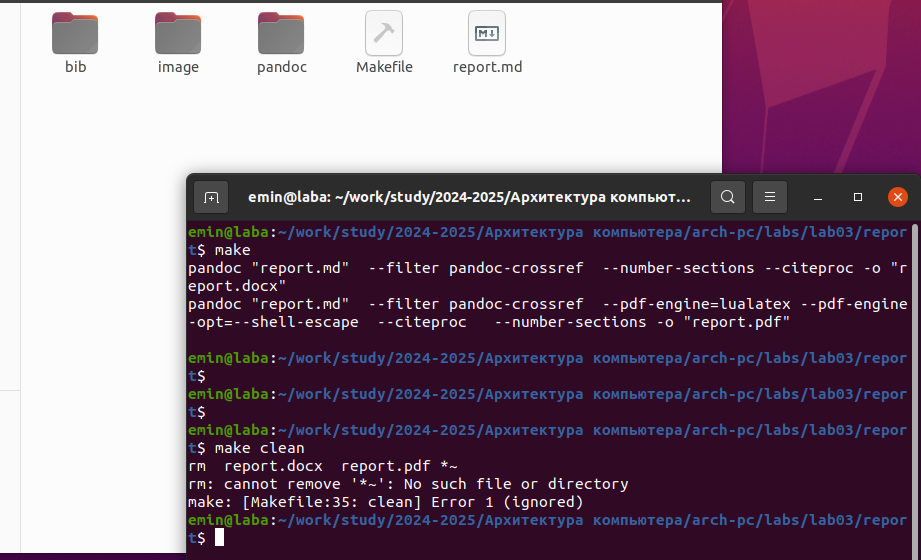 bib
image
pandoc
Makefile
report.md
emin@laba: ~/work/study/2024-2025/Архитектура компьют...
emin@laba:~/work/study/2024-2025/Архитектура компьютера/arch-pc/labs/lab03/repor
t$ make
pandoc "report.md"  --filter pandoc-crossref  --number-sections --citeproc -o "r
eport.docx"
pandoc "report.md"  --filter pandoc-crossref  --pdf-engine=lualatex --pdf-engine
-opt=--shell-escape  --citeproc   --number-sections -o "report.pdf"
emin@laba:~/work/study/2024-2025/Архитектура компьютера/arch-pc/labs/lab03/repor
t$
emin@laba:~/work/study/2024-2025/Архитектура компьютера/arch-pc/labs/lab03/repor
t$
emin@laba:~/work/study/2024-2025/Архитектура компьютера/arch-pc/labs/lab03/repor
t$ make clean
rm  report.docx  report.pdf *~
rm: cannot remove '*~': No such file or directory
make: [Makefile:35: clean] Error 1 (ignored)
emin@laba:~/work/study/2024-2025/Архитектура компьютера/arch-pc/labs/lab03/repor
t$